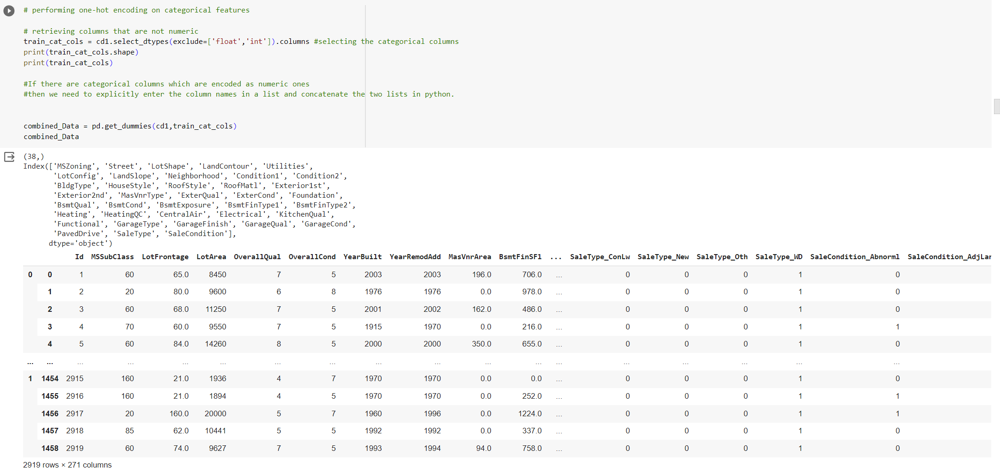 # performing one-hot encoding on categorical features
# retrieving columns that are not numeric
train_cat_cols = cd1.select_dtypes(exclude=['float','int']).columns #selecting the categorical columns
print(train_cat_cols.shape)
print(train_cat_cols)
#If there are categorical columns which are encoded as numeric ones
#then we need to explicitly enter the column names in a list and concatenate the two lists in python.
combined_Data = pd.get_dummies(cd1,train_cat_cols)
combined_Data
(38,)
Index(['MSZoning', 'Street', 'LotShape', 'LandContour', 'Utilities',
'LotConfig', 'LandSlope', 'Neighborhood', 'Condition1', 'Condition2',
'BldgType', 'HouseStyle', 'RoofStyle', 'RoofMatl', 'Exterior1st',
'Exterior2nd', 'MasVnrType', 'ExterQual', 'ExterCond', 'Foundation',
'BsmtQual', 'BsmtCond', 'BsmtExposure', 'BsmtFinType1', 'BsmtFinType2',
'Heating', 'HeatingQC', 'CentralAir', 'Electrical', 'KitchenQual',
'Functional', 'GarageType', 'GarageFinish', 'GarageQual', 'GarageCond',
'PavedDrive', 'SaleType', 'SaleCondition'],
dtype='object')
Id MSSubClass LotFrontage LotArea OverallQual OverallCond YearBuilt YearRemodAdd MasVnrArea BsmtFinSF1 ... SaleType_ConLw SaleType_New SaleType_Oth SaleType_WD SaleCondition_Abnorml SaleCondition_AdjLar
0 0 1 60 65.0 8450 7 5 2003 2003 196.0 706.0 ... 0 0 0 1 0
1 2 20 80.0 9600 6 8 1976 1976 0.0 978.0 ... 0 0 0 1 0
2 3 60 68.0 11250 7 5 2001 2002 162.0 486.0 ... 0 0 0 1 0
3 4 70 60.0 9550 7 5 1915 1970 0.0 216.0 ... 0 0 0 1 1
4 5 60 84.0 14260 8 5 2000 2000 350.0 655.0 ... 0 0 0 1 0
... ... ... ... ... ... ... ... ... ... ... ... ... ... ... ... ... ...
1 1454 2915 160 21.0 1936 4 7 1970 1970 0.0 0.0 ... 0 0 0 1 0
1455 2916 160 21.0 1894 4 5 1970 1970 0.0 252.0 ... 0 0 0 1 1
1456 2917 20 160.0 20000 5 7 1960 1996 0.0 1224.0 ... 0 0 0 1 1
1457 2918 85 62.0 10441 5 5 1992 1992 0.0 337.0 ... 0 0 0 1 0
1458 2919 60 74.0 9627 7 5 1993 1994 94.0 758.0 ... 0 0 0 1 0
2919 rows × 271 columns